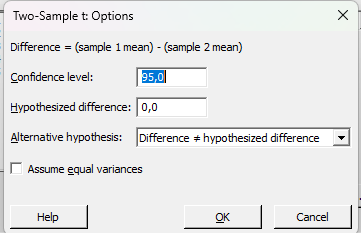 Two-Sample t: Options
Difference = (sample 1 mean) - (sample 2 mean)
Confidence level: 95,0
Hypothesized difference: 0,0
Alternative hypothesis: Difference ≠ hypothesized difference
Assume equal variances
Help OK Cancel